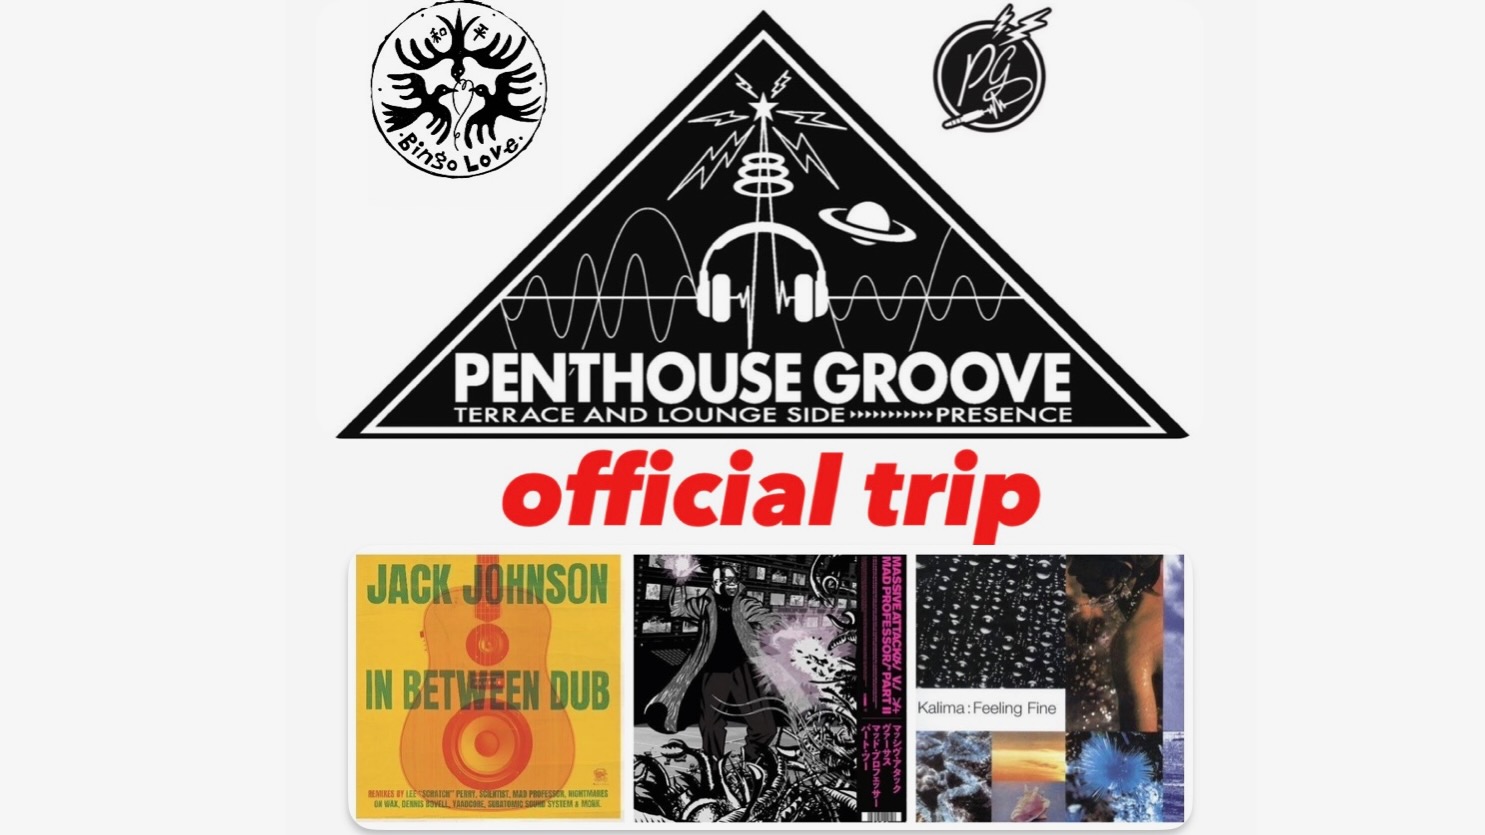 和平
Bingo Love
PG
PENTHOUSE GROOVE
TERRACE AND LOUNGE SIDE PRESENCE
official trip
JACK JOHNSON
IN BETWEEN DUB
REMIXES BY LEE "SCRATCH" PERRY, SCIENTIST, MAD PROFESSOR, NIGHTMARES
ON WAX, DENNIS BOVELL, YAADCORE, SUBATOMIC SOUND SYSTEM & MORE.
MASSIVE ATTACK V
MAD PROFESSOR PART II
マッシヴ・アタック
ヴァーサス
マッド・プロフェッサー
パート・ツー
Kalima : Feeling Fine